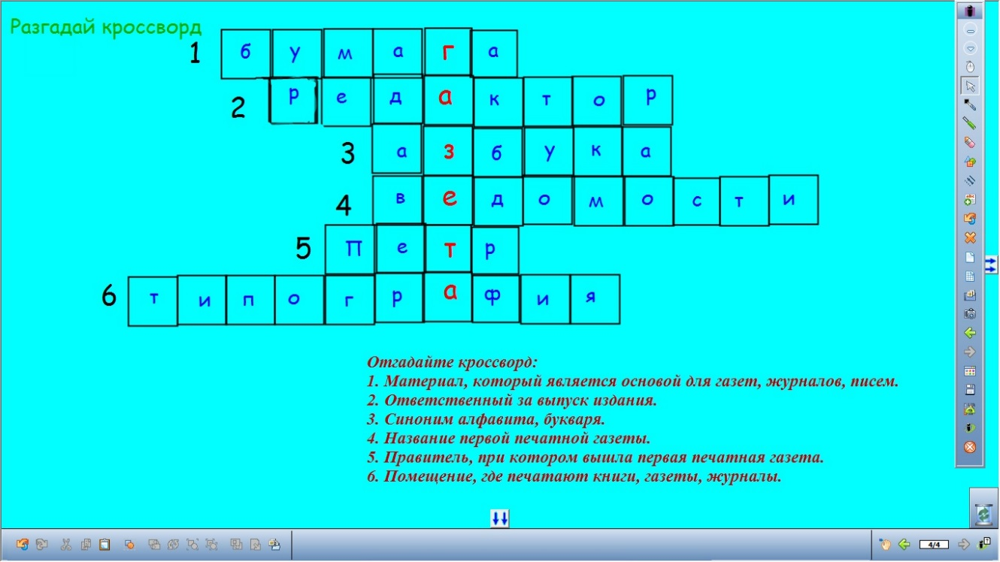 Разгадай кроссворд
1 б у м а г а
2 р е д а к т о р
3 а з б у к а
4 в е д о м о с т и
5 П е т р
6 т и п о г р а ф и я
Отгадайте кроссворд:
1. Материал, который является основой для газет, журналов, писем.
2. Ответственный за выпуск издания.
3. Синоним алфавита, букваря.
4. Название первой печатной газеты.
5. Правитель, при котором вышла первая печатная газета.
6. Помещение, где печатают книги, газеты, журналы.
4/4